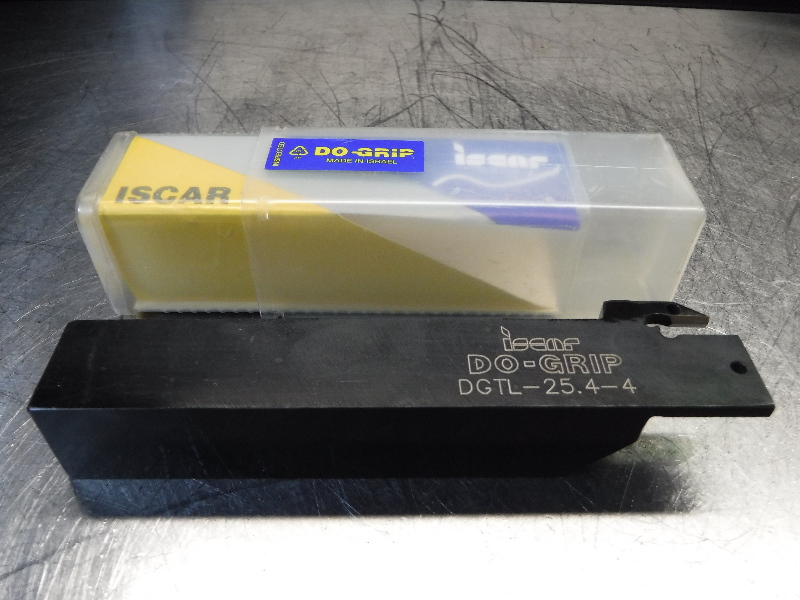 DO-GRIP
MADE IN ISRAEL
iscar
ISCAR
iscar
DO-GRIP
DGTL-25.4-4